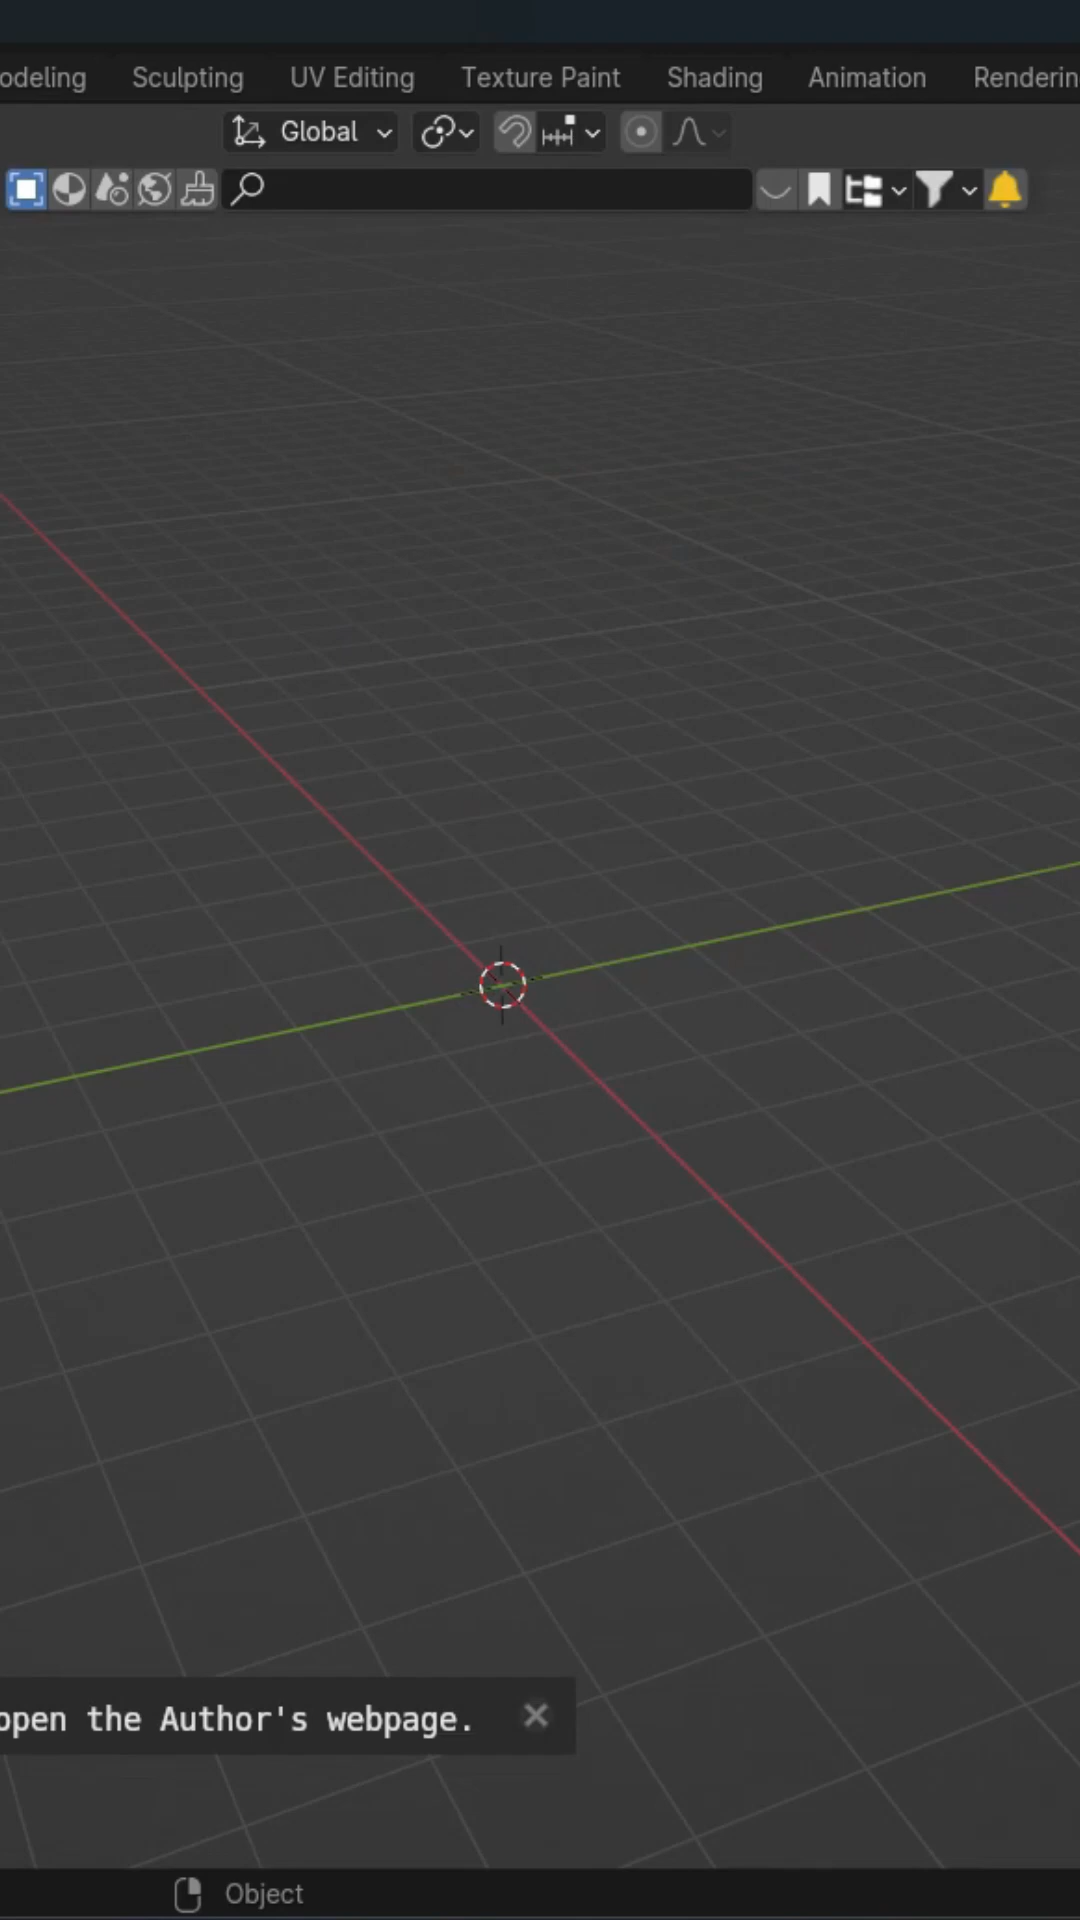 odeling Sculpting UV Editing Texture Paint Shading Animation Renderin
Global
open the Author's webpage.
Object